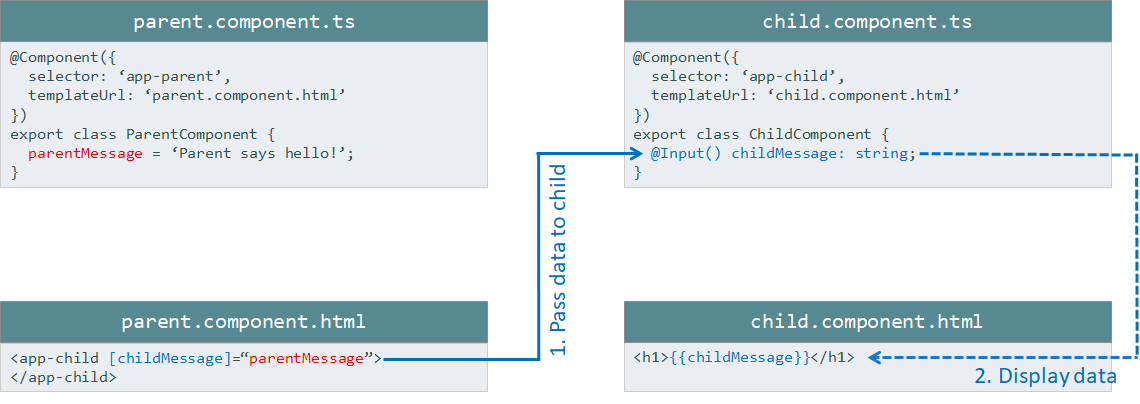 parent.component.ts
@Component({
  selector: ‘app-parent’,
  templateUrl: ‘parent.component.html’
})
export class ParentComponent {
  parentMessage = ‘Parent says hello!’;
}
child.component.ts
@Component({
  selector: ‘app-child’,
  templateUrl: ‘child.component.html’
})
export class ChildComponent {
  @Input() childMessage: string;
}
1. Pass data to child
parent.component.html
<app-child [childMessage]=“parentMessage”>
</app-child>
child.component.html
<h1>{{childMessage}}</h1>
2. Display data